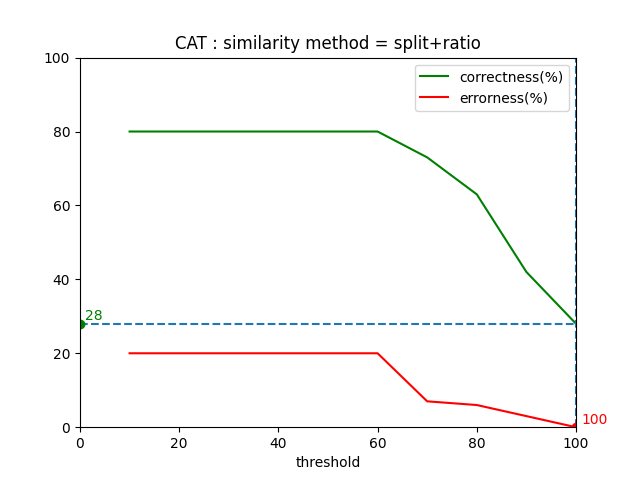 CAT : similarity method = split+ratio
100
correctness(%)
errorness(%)
80
60
40
28
20
100
0
0 20 40 60 80 100
threshold